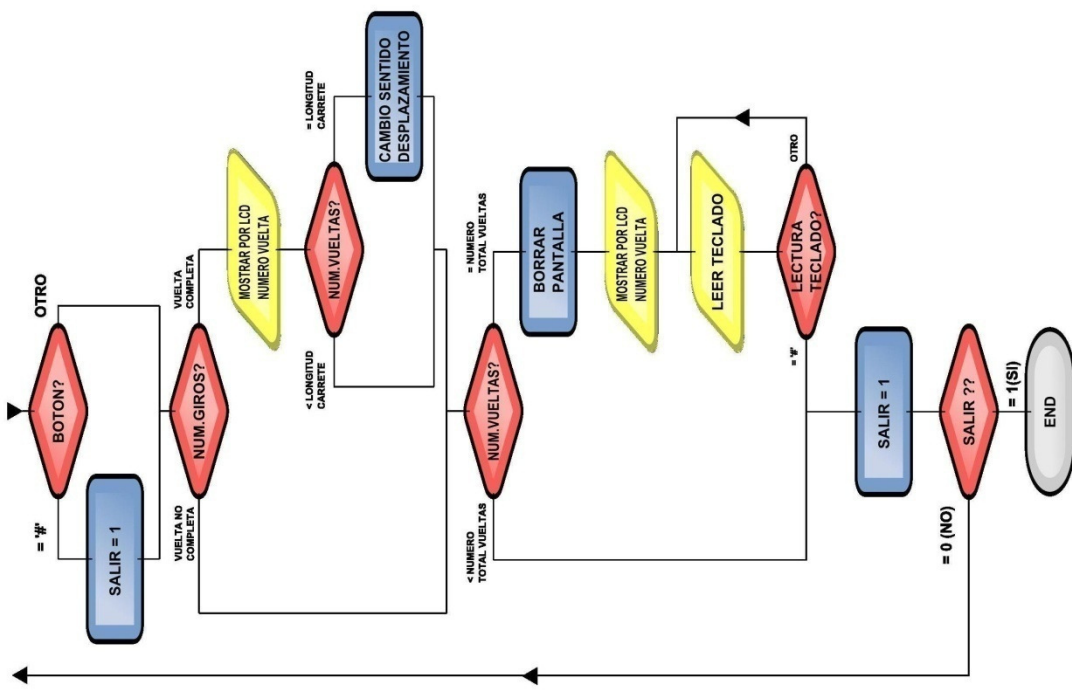 BOTON?
= '#'
OTRO
SALIR = 1
NUM.GIROS?
VUELTA NO
COMPLETA
VUELTA
COMPLETA
MOSTRAR POR LCD
NUMERO VUELTA
NUM.VUELTAS?
< LONGITUD
CARRETE
= LONGITUD
CARRETE
CAMBIO SENTIDO
DESPLAZAMIENTO
NUM.VUELTAS?
< NUMERO
TOTAL VUELTAS
= NUMERO
TOTAL VUELTAS
BORRAR
PANTALLA
MOSTRAR POR LCD
NUMERO VUELTA
LEER TECLADO
LECTURA
TECLADO?
= '#'
OTRO
SALIR = 1
SALIR ??
= 0 (NO)
= 1(SI)
END